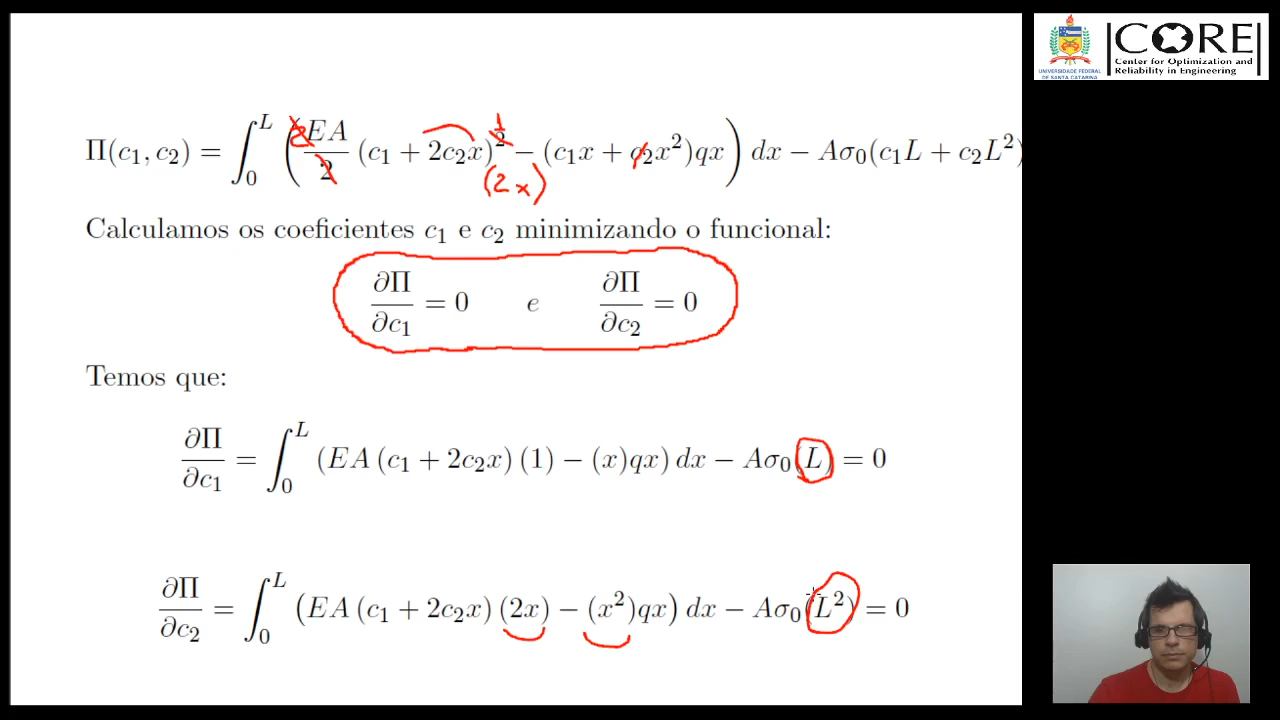 CORE
Center for Optimization and
Reliability in Engineering
UNIVERSIDADE FEDERAL
DE SANTA CATARINA
Π(c₁, c₂) = ∫₀ᴸ ( 2EA/2 (c₁ + 2c₂x)² − (c₁x + c₂x²)qx ) dx − Aσ₀(c₁L + c₂L²)
1
(2x)
Calculamos os coeficientes c₁ e c₂ minimizando o funcional:
∂Π/∂c₁ = 0 e ∂Π/∂c₂ = 0
Temos que:
∂Π/∂c₁ = ∫₀ᴸ (EA (c₁ + 2c₂x) (1) − (x)qx) dx − Aσ₀(L) = 0
∂Π/∂c₂ = ∫₀ᴸ (EA (c₁ + 2c₂x) (2x) − (x²)qx) dx − Aσ₀(L²) = 0